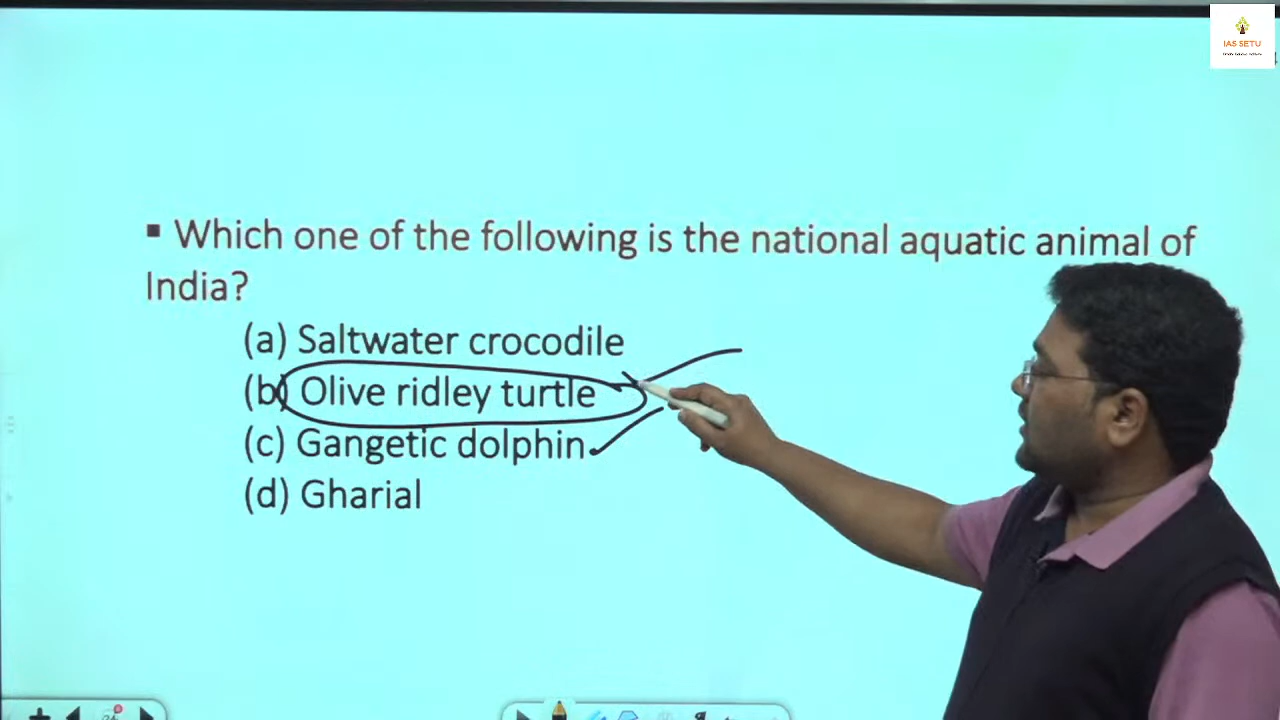 IAS SETU
▪ Which one of the following is the national aquatic animal of
India?
(a) Saltwater crocodile
(b) Olive ridley turtle
(c) Gangetic dolphin
(d) Gharial